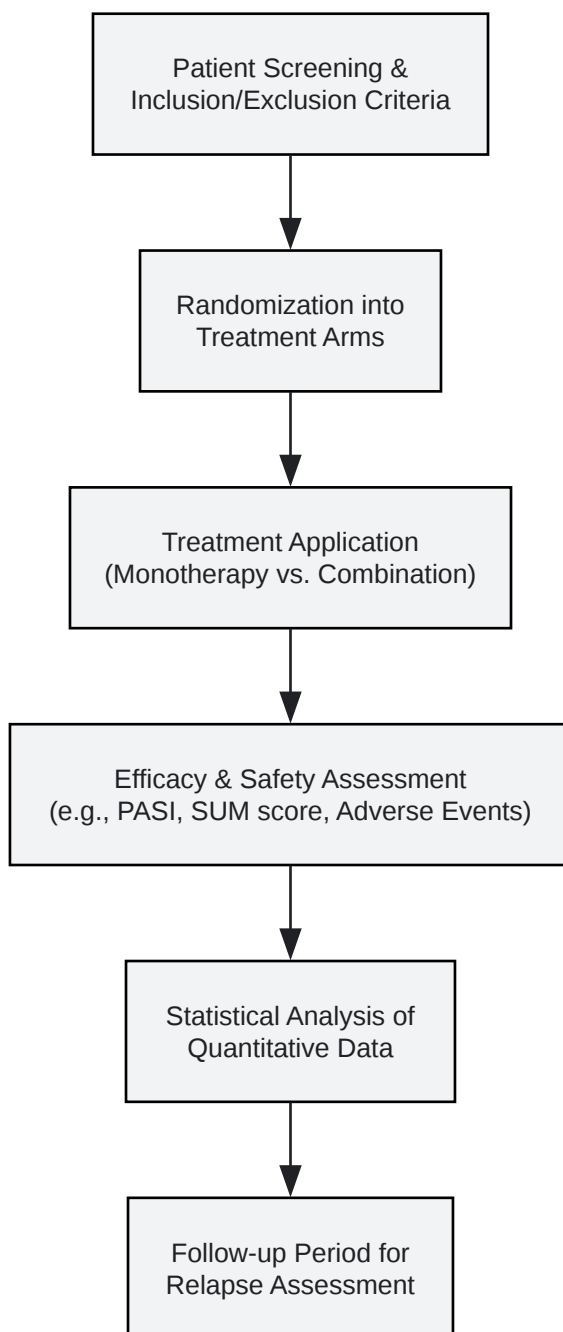 Patient Screening &
Inclusion/Exclusion Criteria
Randomization into
Treatment Arms
Treatment Application
(Monotherapy vs. Combination)
Efficacy & Safety Assessment
(e.g., PASI, SUM score, Adverse Events)
Statistical Analysis of
Quantitative Data
Follow-up Period for
Relapse Assessment